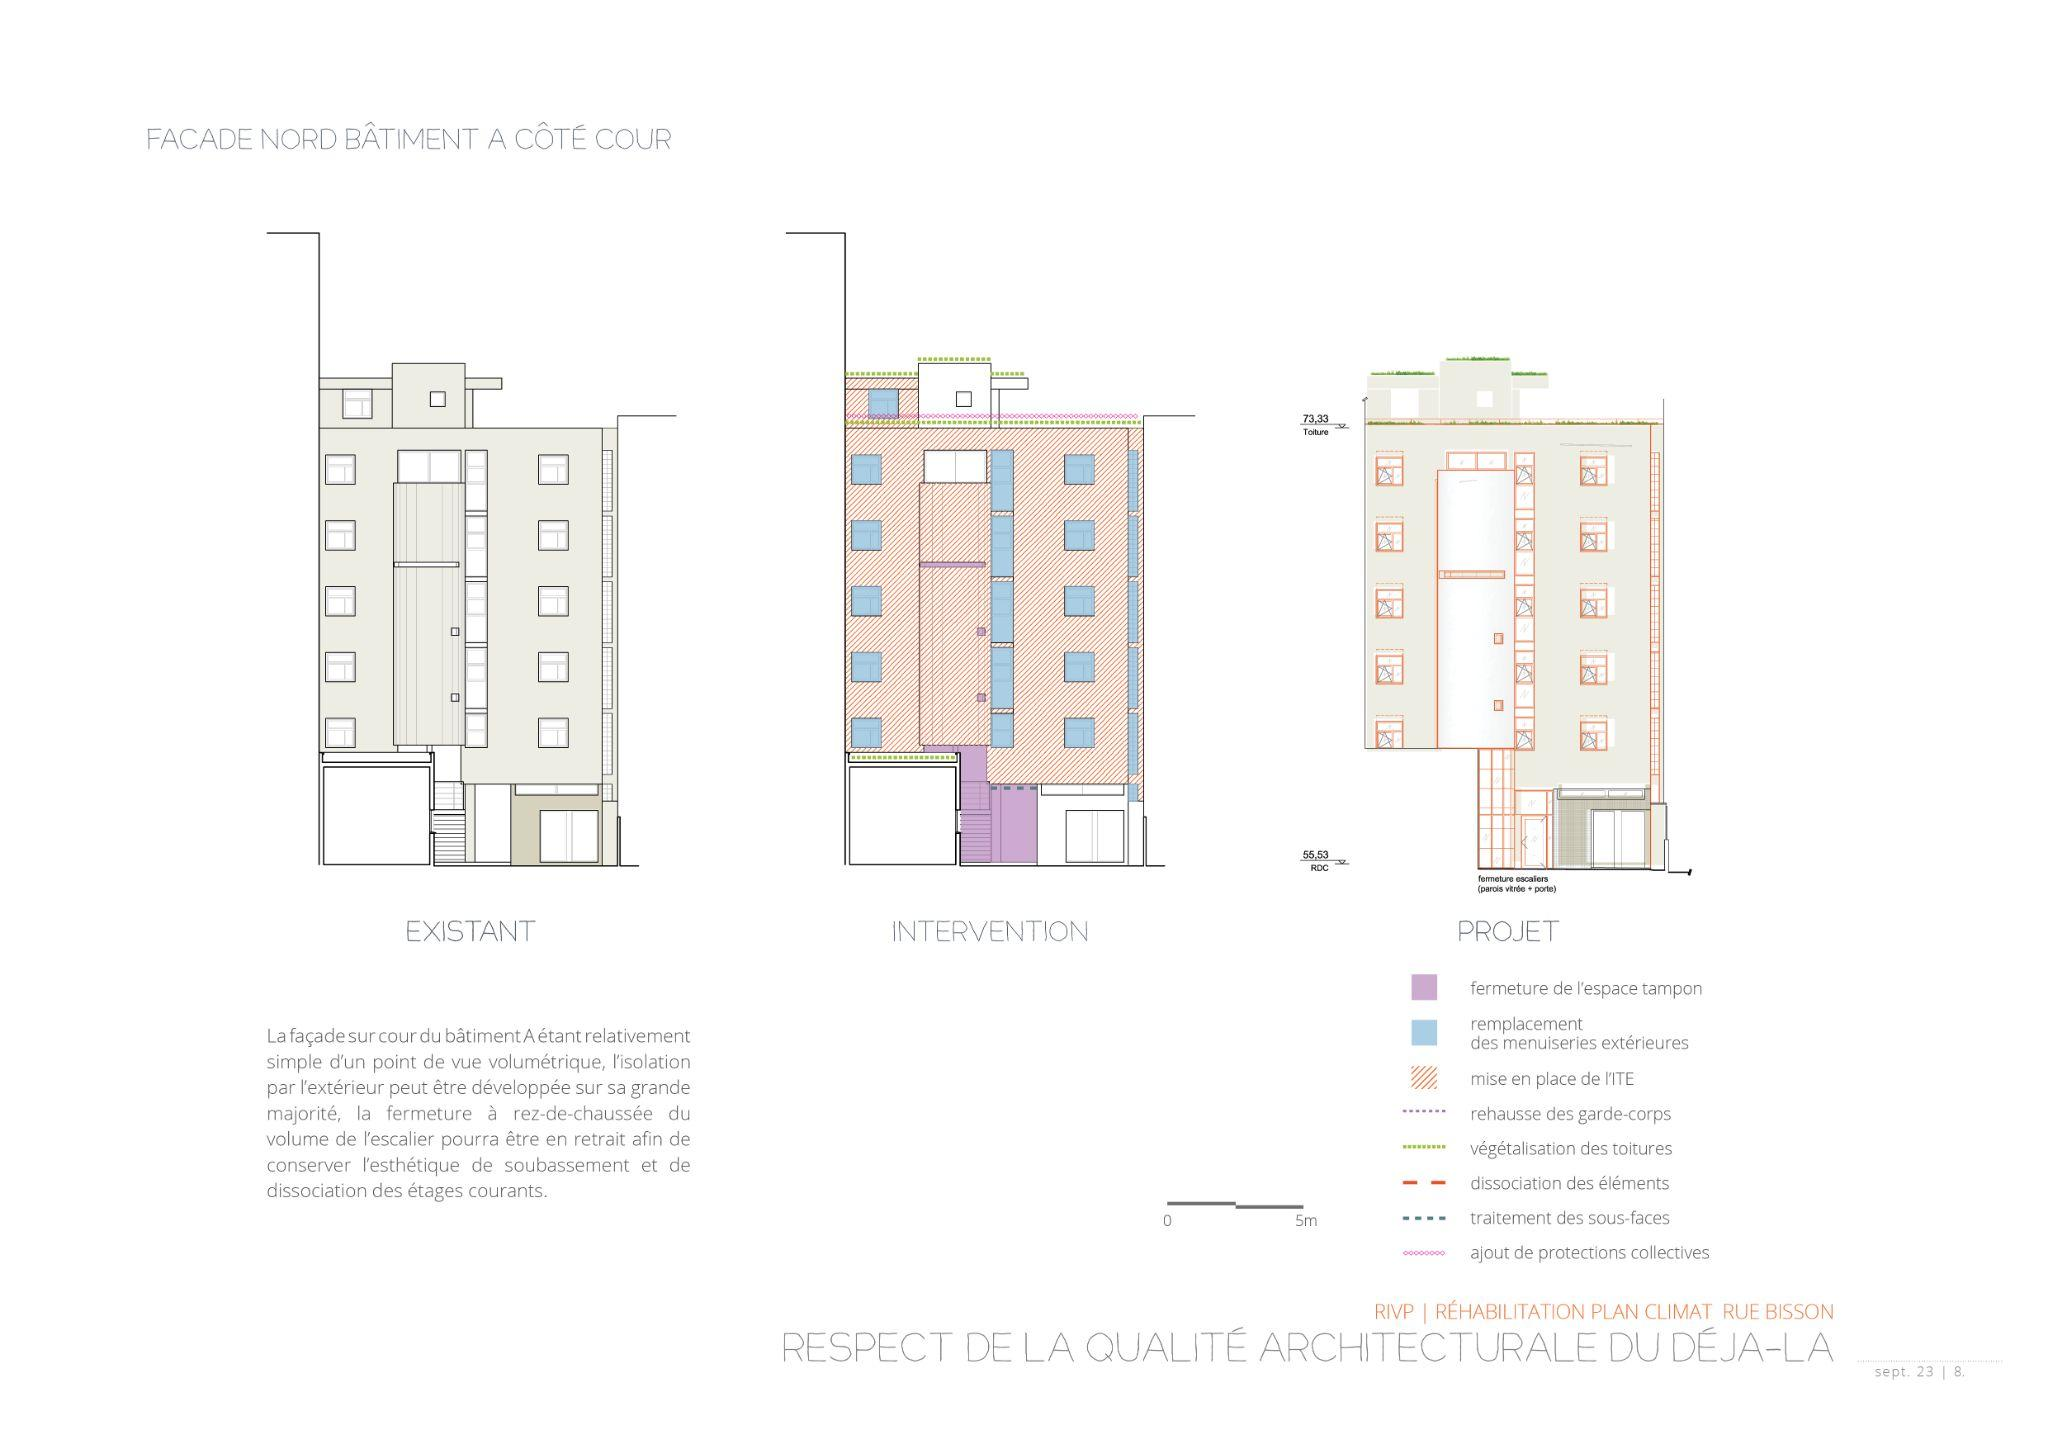 FACADE NORD BÂTIMENT A CÔTÉ COUR
73,33
Toiture
55,53
RDC
fermeture escaliers
(parois vitrée + porte)
EXISTANT
INTERVENTION
PROJET
La façade sur cour du bâtiment A étant relativement
simple d'un point de vue volumétrique, l'isolation
par l'extérieur peut être développée sur sa grande
majorité, la fermeture à rez-de-chaussée du
volume de l'escalier pourra être en retrait afin de
conserver l'esthétique de soubassement et de
dissociation des étages courants.
0
5m
fermeture de l'espace tampon
remplacement
des menuiseries extérieures
mise en place de l'ITE
rehausse des garde-corps
végétalisation des toitures
dissociation des éléments
traitement des sous-faces
ajout de protections collectives
RIVP | RÉHABILITATION PLAN CLIMAT RUE BISSON
RESPECT DE LA QUALITÉ ARCHITECTURALE DU DÉJA-LA
sept. 23 | 8.